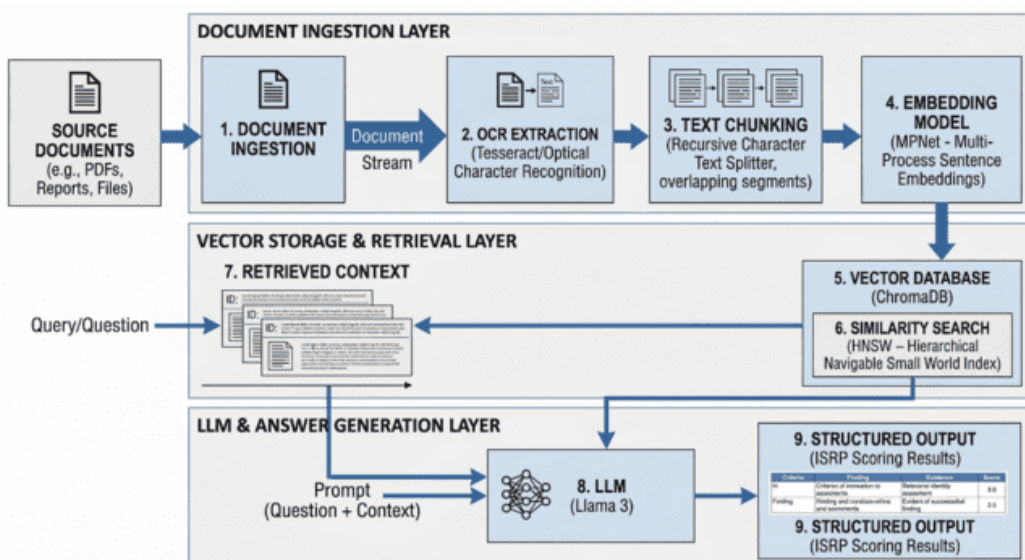 DOCUMENT INGESTION LAYER
SOURCE
DOCUMENTS
(e.g., PDFs,
Reports, Files)
1. DOCUMENT
INGESTION
Document
Stream
Text
2. OCR EXTRACTION
(Tesseract/Optical
Character Recognition)
3. TEXT CHUNKING
(Recursive Character
Text Splitter,
overlapping segments)
4. EMBEDDING
MODEL
(MPNet - Multi-
Process Sentence
Embeddings)
VECTOR STORAGE & RETRIEVAL LAYER
7. RETRIEVED CONTEXT
ID:
ID:
ID:
Query/Question
5. VECTOR DATABASE
(ChromaDB)
6. SIMILARITY SEARCH
(HNSW – Hierarchical
Navigable Small World Index)
LLM & ANSWER GENERATION LAYER
Prompt
(Question + Context)
8. LLM
(Llama 3)
9. STRUCTURED OUTPUT
(ISRP Scoring Results)
Criteria Finding Evidence Score
Relevane identity
Finding
finding
9. STRUCTURED OUTPUT
(ISRP Scoring Results)